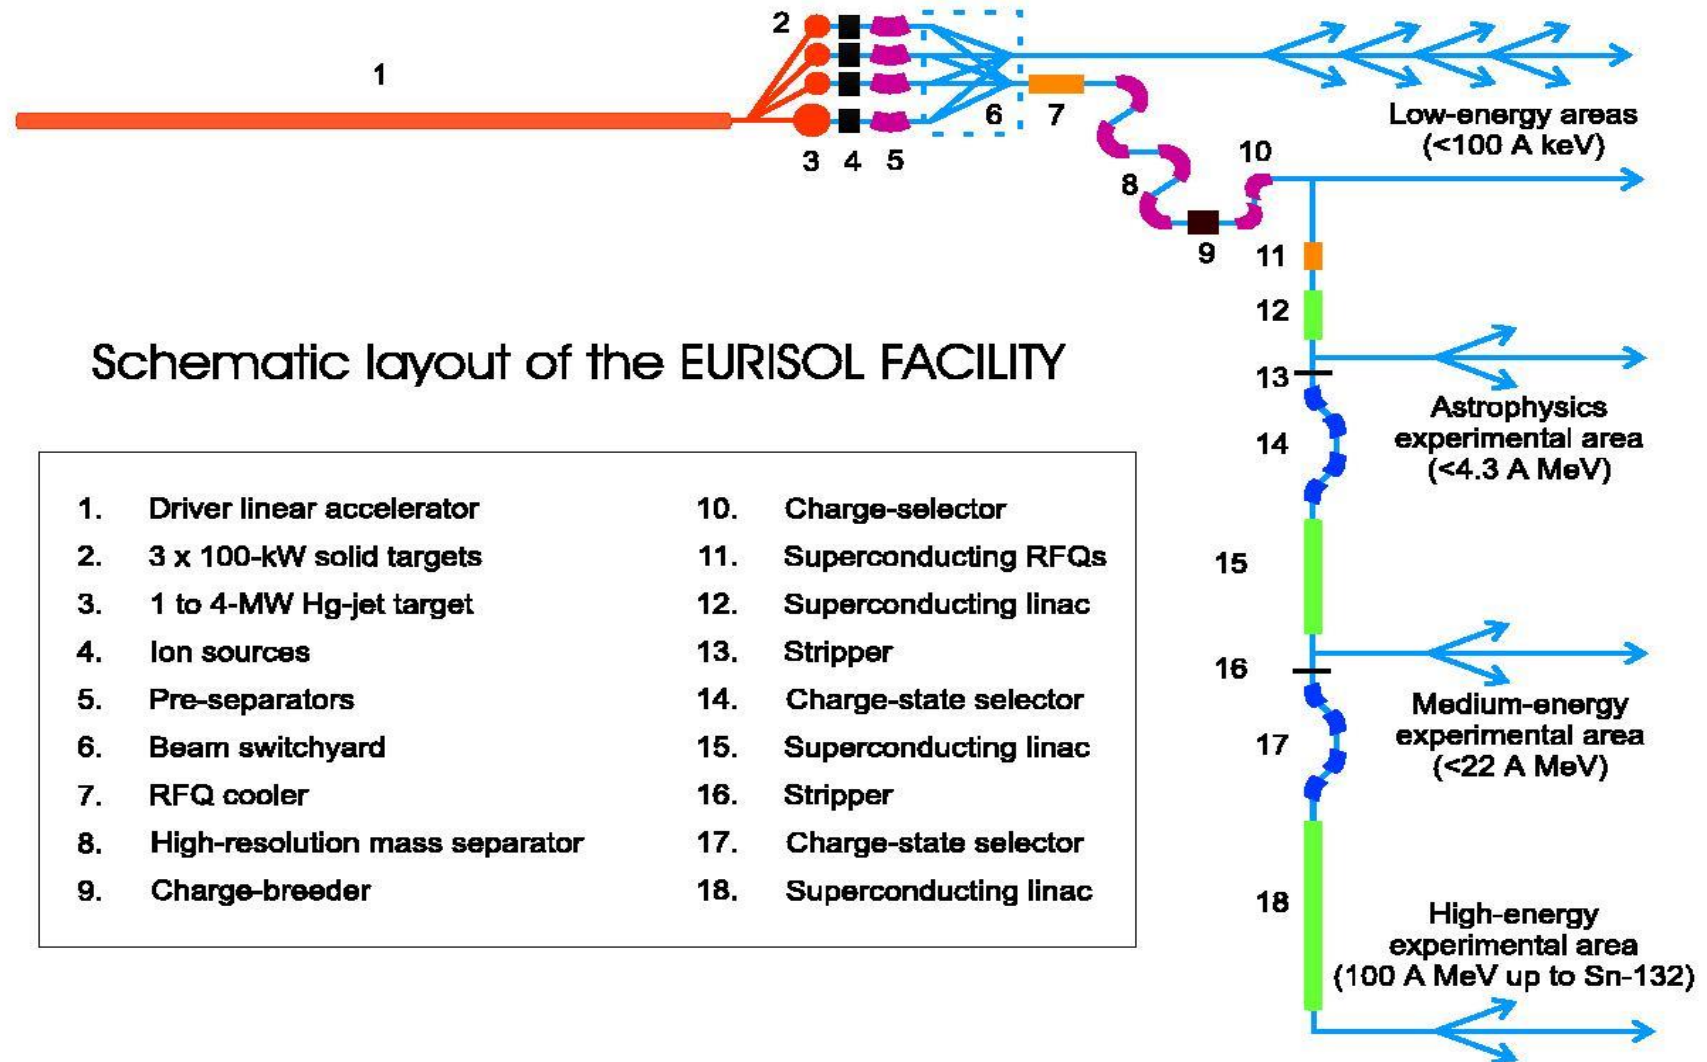 1
2
3 4 5
6
7
8
9
10
Low-energy areas
(<100 A keV)
11
12
13
14
Astrophysics
experimental area
(<4.3 A MeV)
15
16
Medium-energy
experimental area
(<22 A MeV)
17
18
High-energy
experimental area
(100 A MeV up to Sn-132)
Schematic layout of the EURISOL FACILITY
1. Driver linear accelerator
2. 3 x 100-kW solid targets
3. 1 to 4-MW Hg-jet target
4. Ion sources
5. Pre-separators
6. Beam switchyard
7. RFQ cooler
8. High-resolution mass separator
9. Charge-breeder
10. Charge-selector
11. Superconducting RFQs
12. Superconducting linac
13. Stripper
14. Charge-state selector
15. Superconducting linac
16. Stripper
17. Charge-state selector
18. Superconducting linac